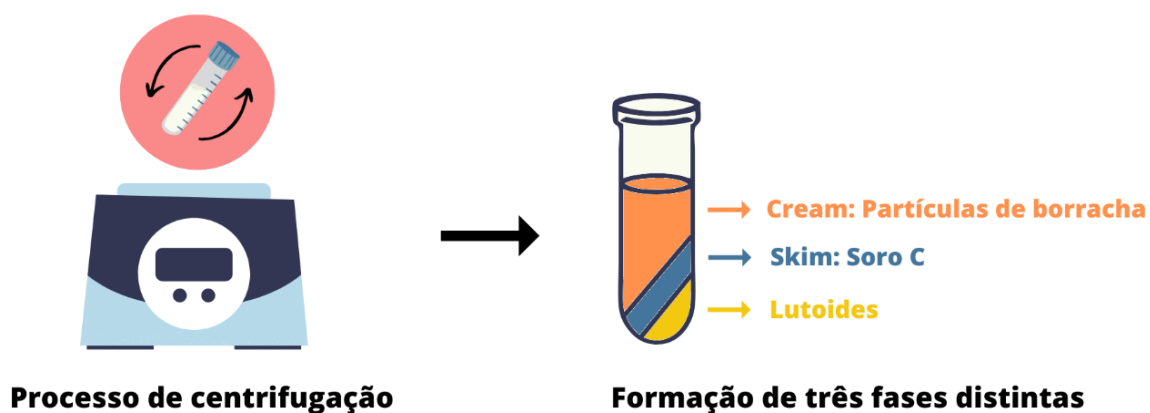 Cream: Partículas de borracha
Skim: Soro C
Lutoides
Processo de centrifugação
Formação de três fases distintas